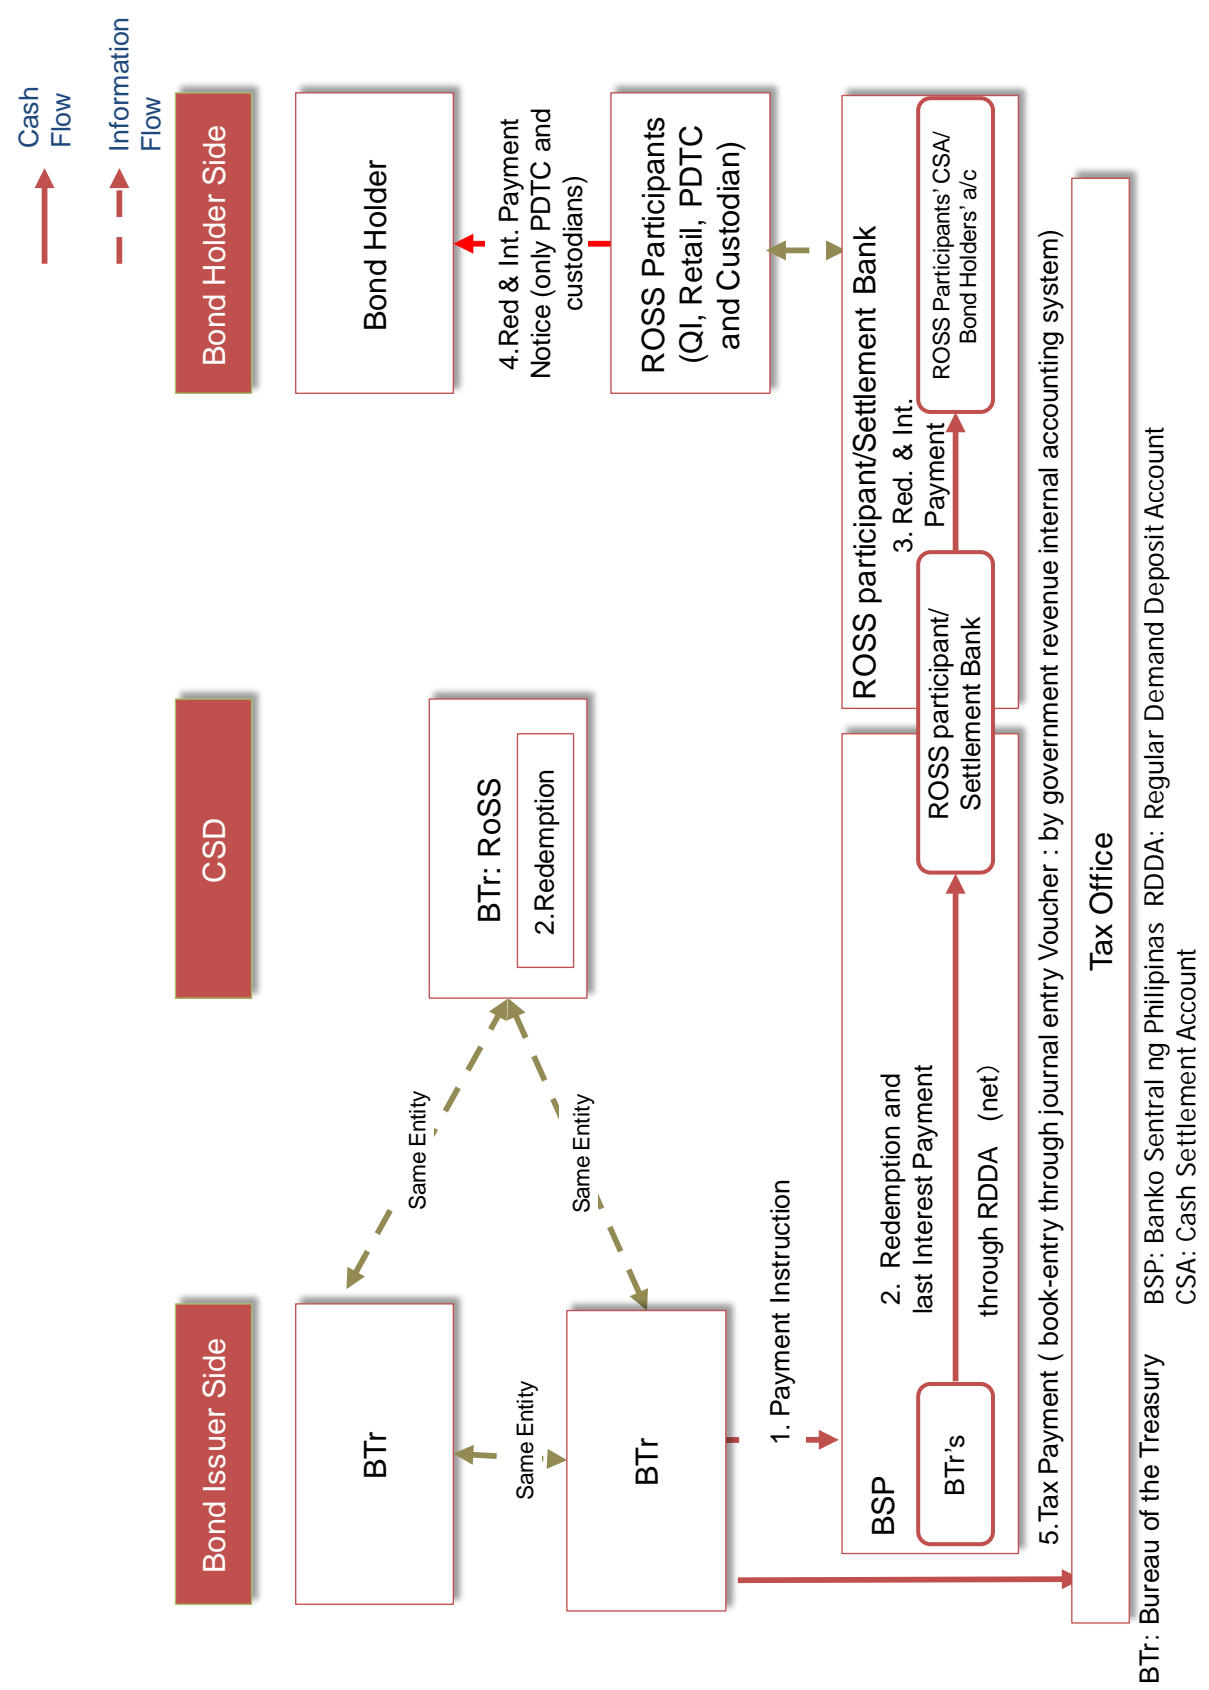 Cash
Flow
Information
Flow
Bond Issuer Side
CSD
Bond Holder Side
BTr
Same Entity
Same Entity
BTr: RoSS
2.Redemption
Bond Holder
Same Entity
4.Red & Int. Payment
Notice (only PDTC and
custodians)
BTr
ROSS Participants
(QI, Retail, PDTC
and Custodian)
1. Payment Instruction
BSP
2. Redemption and
last Interest Payment
through RDDA (net)
BTr's
ROSS participant/Settlement Bank
3. Red. & Int.
Payment
ROSS participant/
Settlement Bank
ROSS Participants' CSA/
Bond Holders' a/c
5.Tax Payment ( book-entry through journal entry Voucher : by government revenue internal accounting system)
Tax Office
BTr: Bureau of the Treasury
BSP: Banko Sentral ng Philipinas RDDA: Regular Demand Deposit Account
CSA: Cash Settlement Account